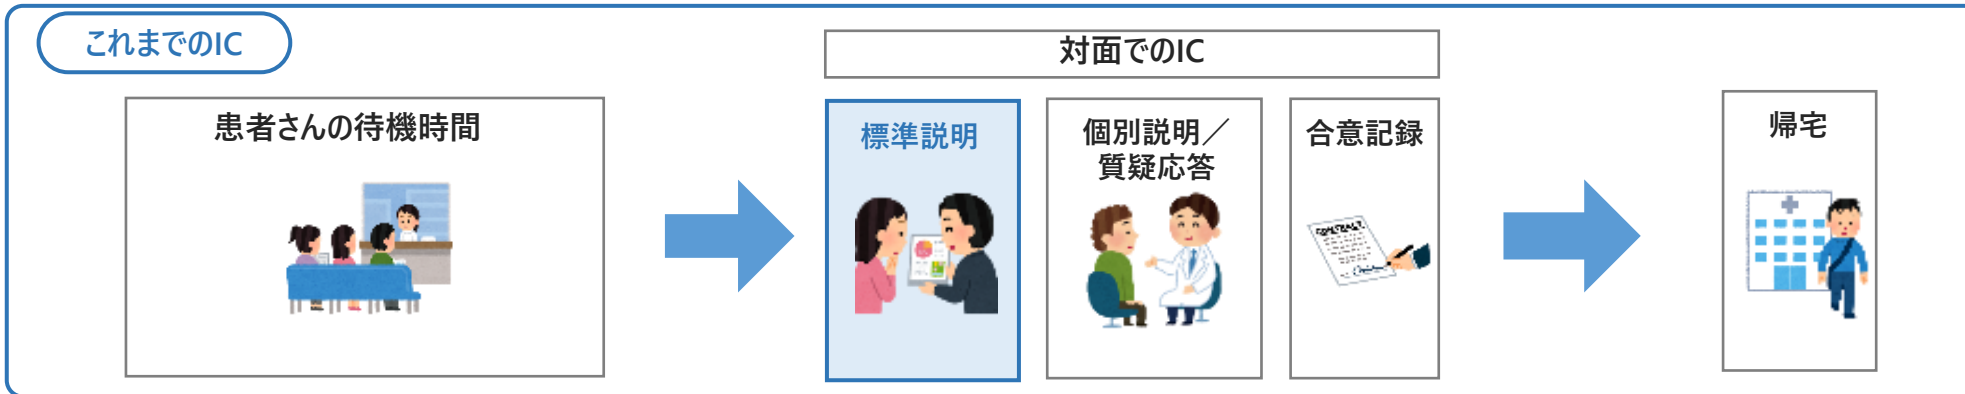 これまでのIC
対面でのIC
患者さんの待機時間
標準説明
個別説明／
質疑応答
合意記録
CONTRACT
帰宅